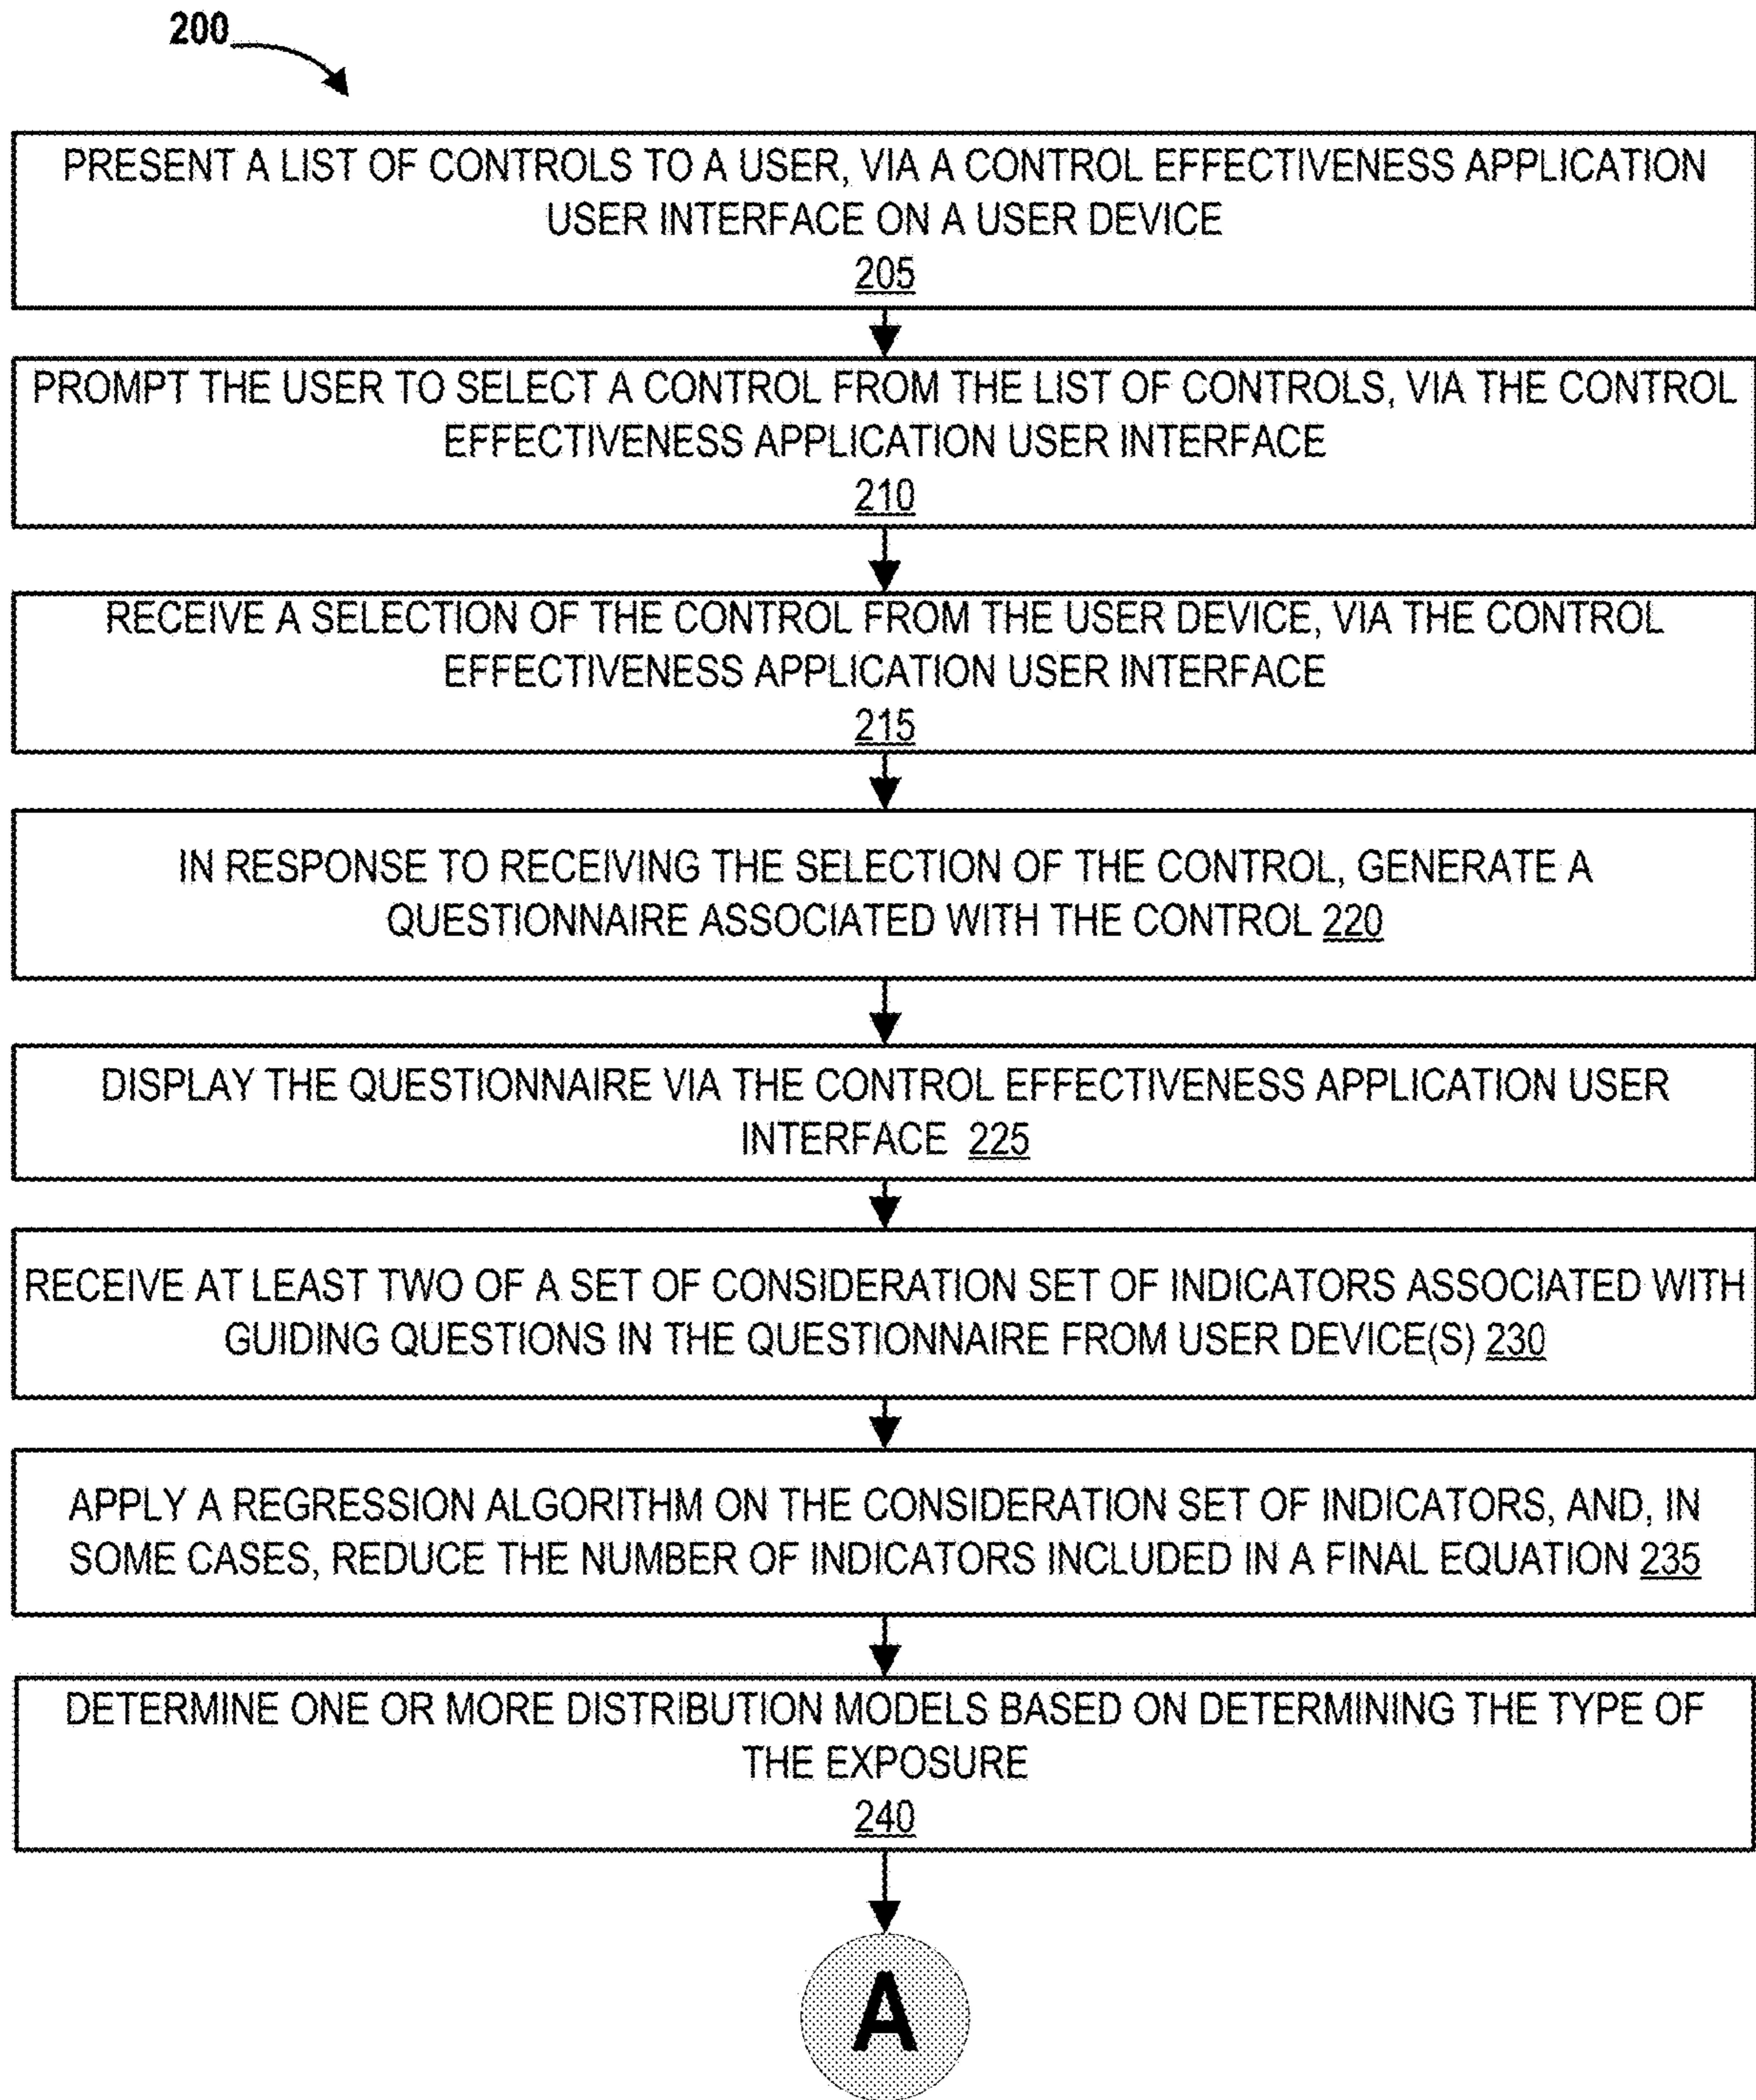 200
PRESENT A LIST OF CONTROLS TO A USER, VIA A CONTROL EFFECTIVENESS APPLICATION
USER INTERFACE ON A USER DEVICE
205
PROMPT THE USER TO SELECT A CONTROL FROM THE LIST OF CONTROLS, VIA THE CONTROL
EFFECTIVENESS APPLICATION USER INTERFACE
210
RECEIVE A SELECTION OF THE CONTROL FROM THE USER DEVICE, VIA THE CONTROL
EFFECTIVENESS APPLICATION USER INTERFACE
215
IN RESPONSE TO RECEIVING THE SELECTION OF THE CONTROL, GENERATE A
QUESTIONNAIRE ASSOCIATED WITH THE CONTROL 220
DISPLAY THE QUESTIONNAIRE VIA THE CONTROL EFFECTIVENESS APPLICATION USER
INTERFACE 225
RECEIVE AT LEAST TWO OF A SET OF CONSIDERATION SET OF INDICATORS ASSOCIATED WITH
GUIDING QUESTIONS IN THE QUESTIONNAIRE FROM USER DEVICE(S) 230
APPLY A REGRESSION ALGORITHM ON THE CONSIDERATION SET OF INDICATORS, AND, IN
SOME CASES, REDUCE THE NUMBER OF INDICATORS INCLUDED IN A FINAL EQUATION 235
DETERMINE ONE OR MORE DISTRIBUTION MODELS BASED ON DETERMINING THE TYPE OF
THE EXPOSURE
240
A